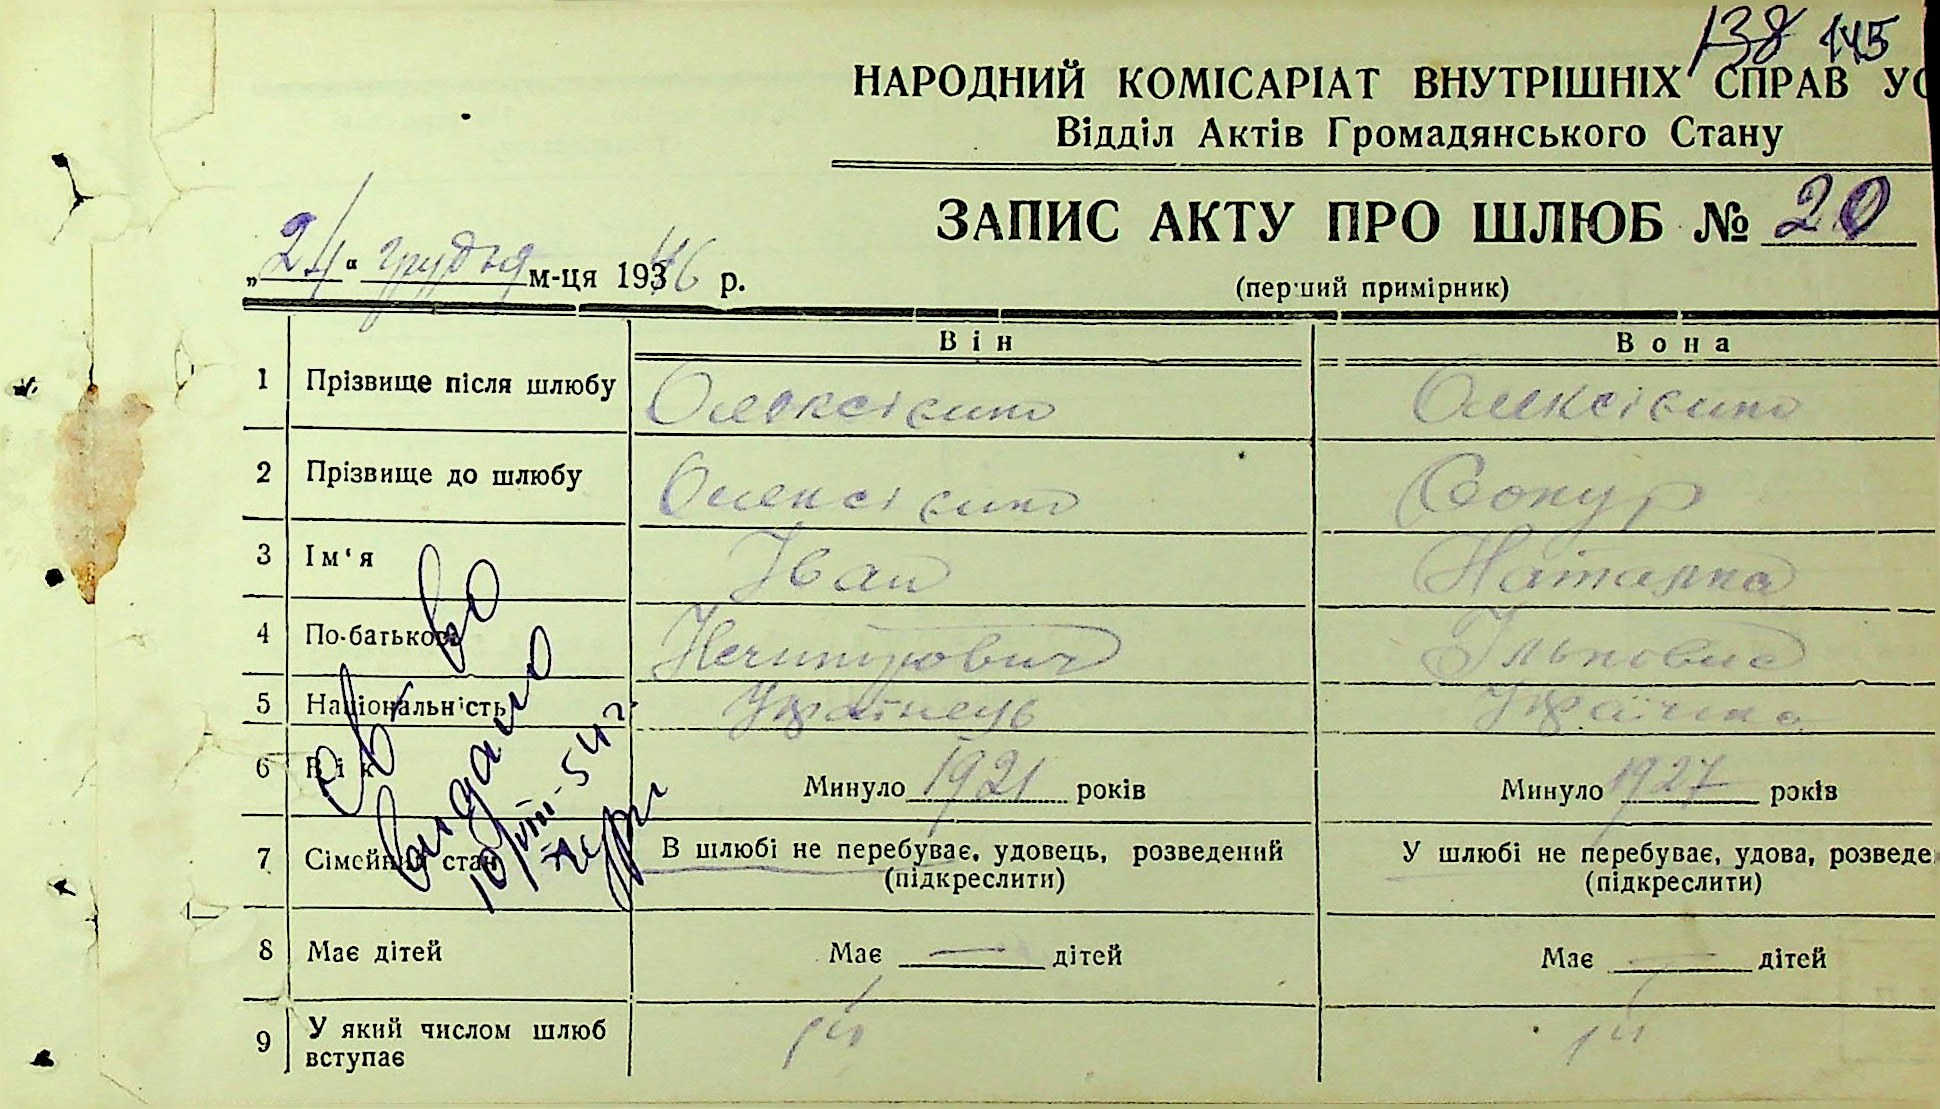 138 145
НАРОДНИЙ КОМІСАРІАТ ВНУТРІШНІХ СПРАВ УС
Відділ Актів Громадянського Стану
ЗАПИС АКТУ ПРО ШЛЮБ № 20
„24" грудня м-ця 19346 р.
(перший примірник)
Він Вона
1 Прізвище після шлюбу Олексієнко Олексієнко
2 Прізвище до шлюбу Олексієнко Сокур
3 Ім'я Іван Наталка
4 По-батькові Нечипорович Ільковна
5 Національність Українець Українка
6 Вік Минуло 1921 років Минуло 1927 років
7 Сімейний стан В шлюбі не перебуває, удовець, розведений У шлюбі не перебуває, удова, розведе
(підкреслити) (підкреслити)
8 Має дітей Має — дітей Має — дітей
9 У який числом шлюб
вступає
Св-во
видано
10/VIII-54 г.